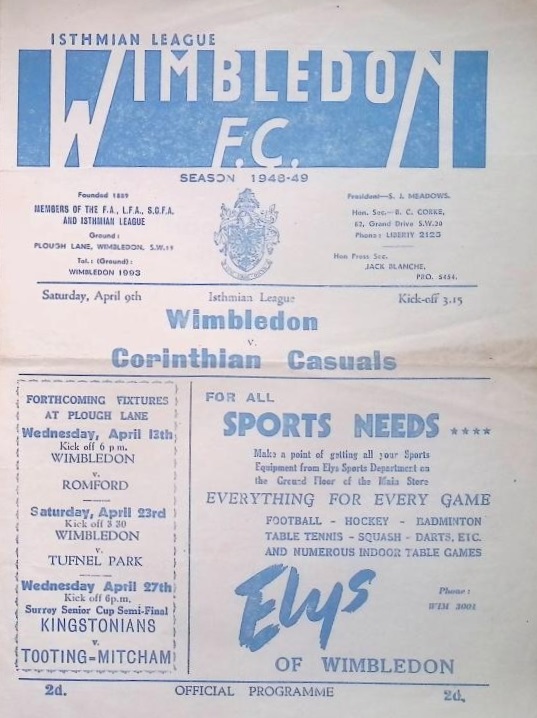 ISTHMIAN LEAGUE
WIMBLEDON
F.C.
SEASON 1948-49
Founded 1889
MEMBERS OF THE F.A., L.F.A., S.C.F.A.
AND ISTHMIAN LEAGUE
Ground:
PLOUGH LANE, WIMBLEDON, S.W.19
Tel.: (Ground):
WIMBLEDON 1093
President—S. J. MEADOWS.
Hon. Sec.—B. C. CORKE,
62, Grand Drive S.W.20
Phone: LIBERTY 2123
Hon Press Sec.
JACK BLANCHE,
PRO. 5454.
Saturday, April 9th
Isthmian League
Kick-off 3.15
Wimbledon
v.
Corinthian Casuals
FORTHCOMING FIXTURES
AT PLOUGH LANE
Wednesday, April 13th
Kick off 6 p.m.
WIMBLEDON
v.
ROMFORD
Saturday, April 23rd
Kick off 3 30
WIMBLEDON
v.
TUFNEL PARK
Wednesday April 27th
Kick off 6p.m.
Surrey Senior Cup Semi-Final
KINGSTONIANS
v.
TOOTING=MITCHAM
FOR ALL
SPORTS NEEDS ....
Make a point of getting all your Sports
Equipment from Elys Sports Department on
the Ground Floor of the Main Store
EVERYTHING FOR EVERY GAME
FOOTBALL - HOCKEY - BADMINTON
TABLE TENNIS - SQUASH - DARTS, ETC.
AND NUMEROUS INDOOR TABLE GAMES
Elys
Phone:
WIM 3001
OF WIMBLEDON
2d.
OFFICIAL PROGRAMME
2d.